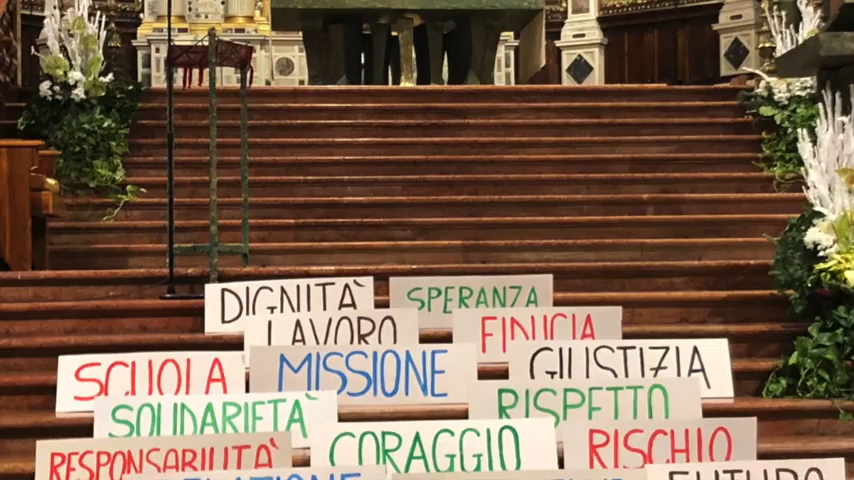 DIGNITÀ
SPERANZA
LAVORO
FIDUCIA
SCUOLA
MISSIONE
GIUSTIZIA
SOLIDARIETÀ
RISPETTO
RESPONSABILITÀ
CORAGGIO
RISCHIO
FUTURO